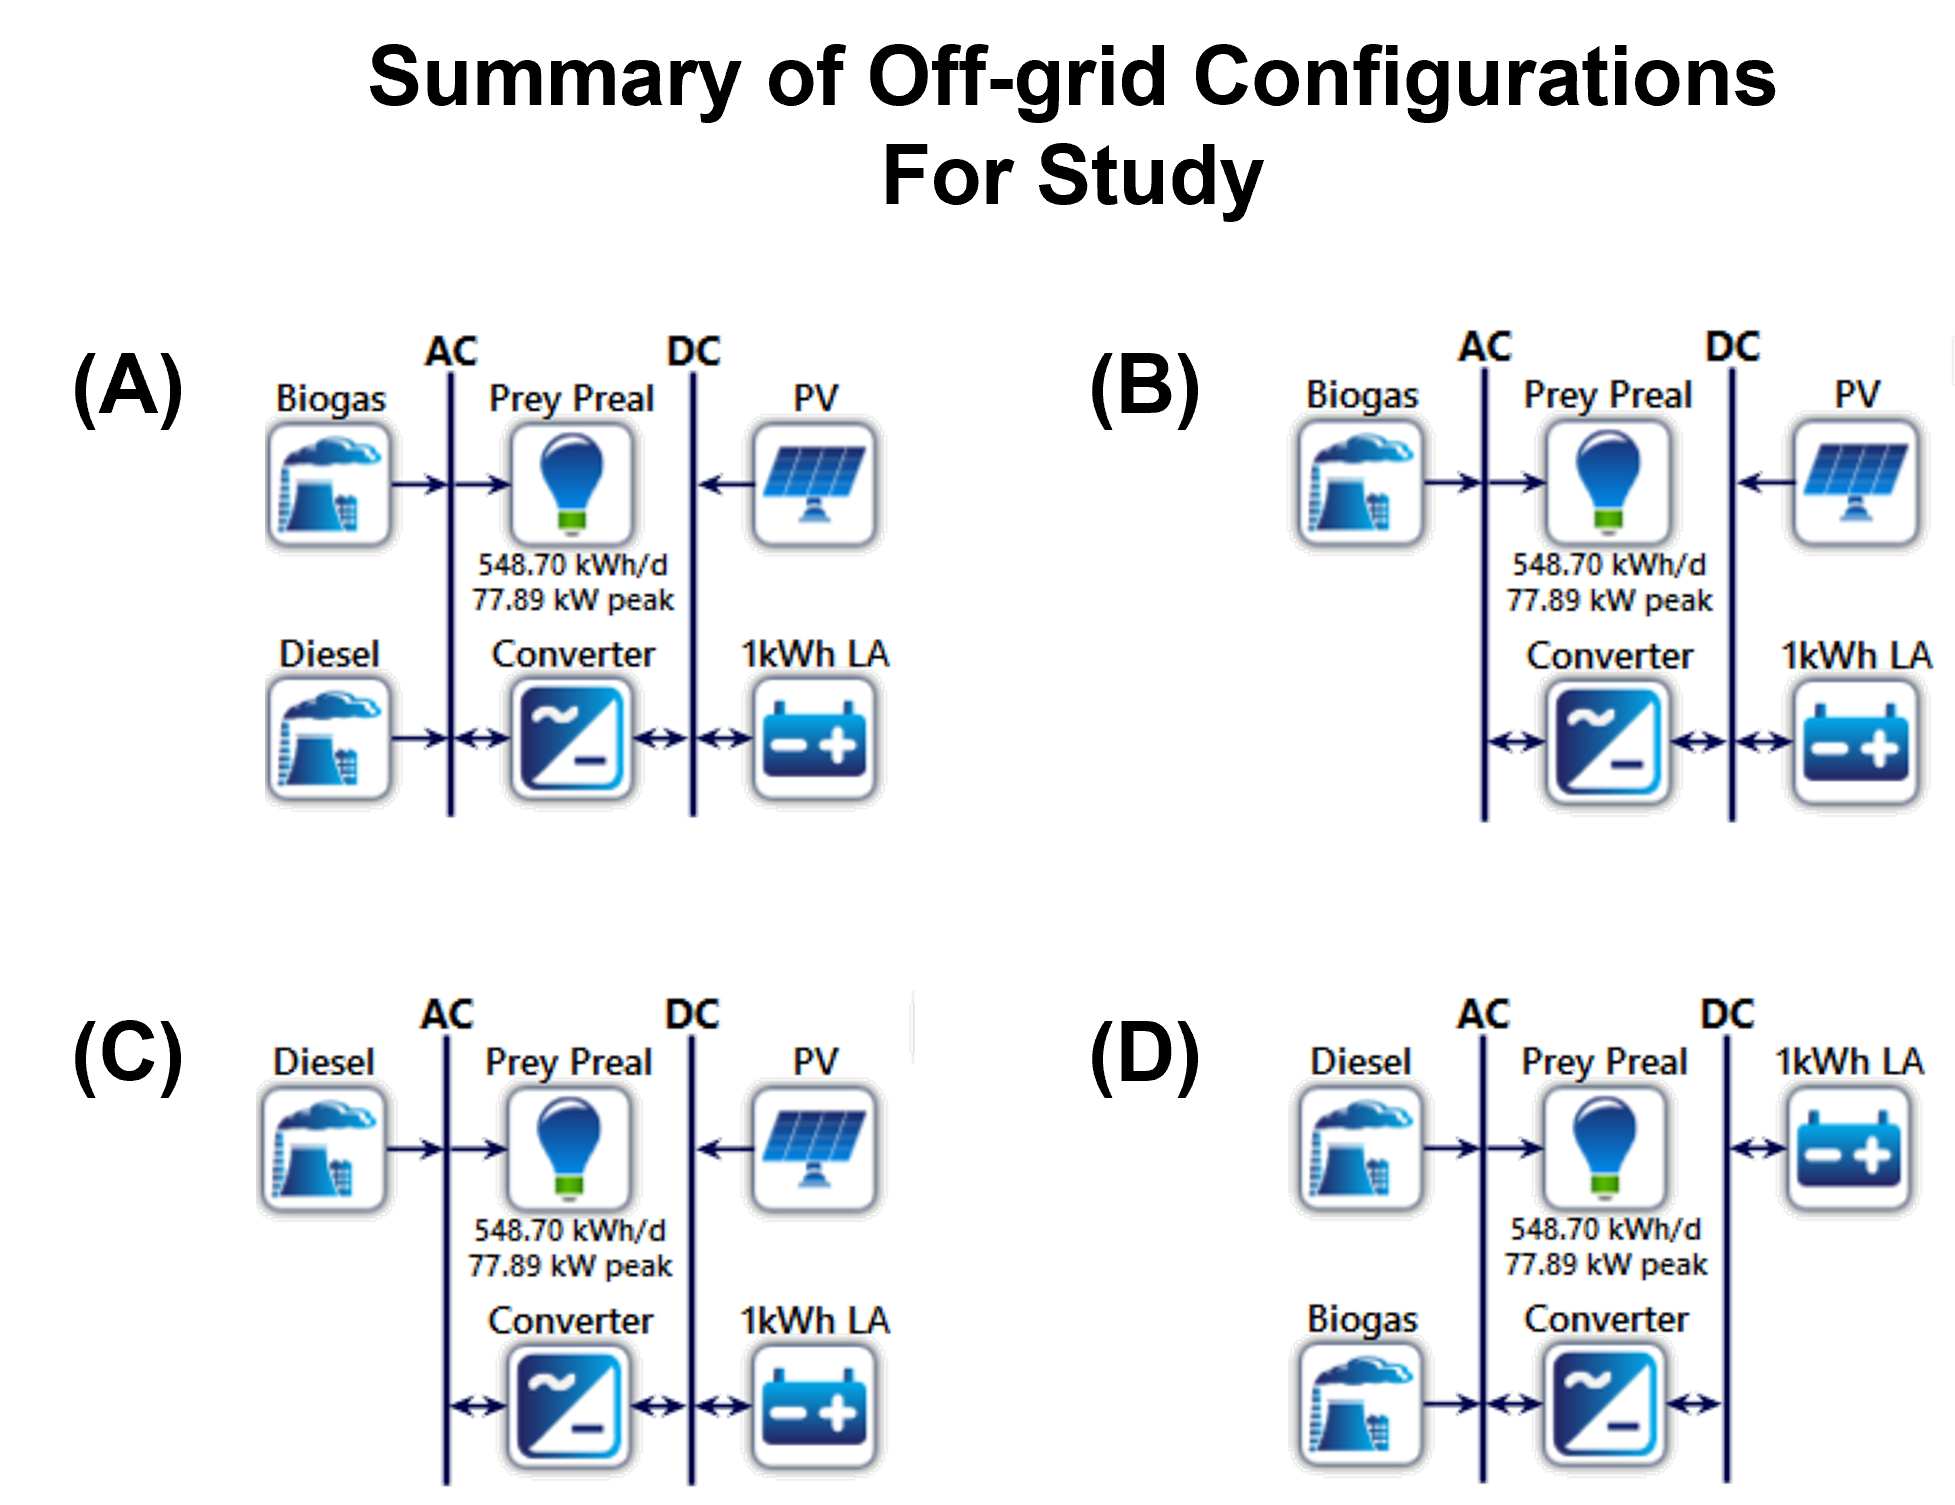 Summary of Off-grid Configurations
For Study
(A)
AC
DC
Biogas
Prey Preal
PV
548.70 kWh/d
77.89 kW peak
Diesel
Converter
1kWh LA
(B)
AC
DC
Biogas
Prey Preal
PV
548.70 kWh/d
77.89 kW peak
Converter
1kWh LA
(C)
AC
DC
Diesel
Prey Preal
PV
548.70 kWh/d
77.89 kW peak
Converter
1kWh LA
(D)
AC
DC
Diesel
Prey Preal
1kWh LA
548.70 kWh/d
77.89 kW peak
Biogas
Converter